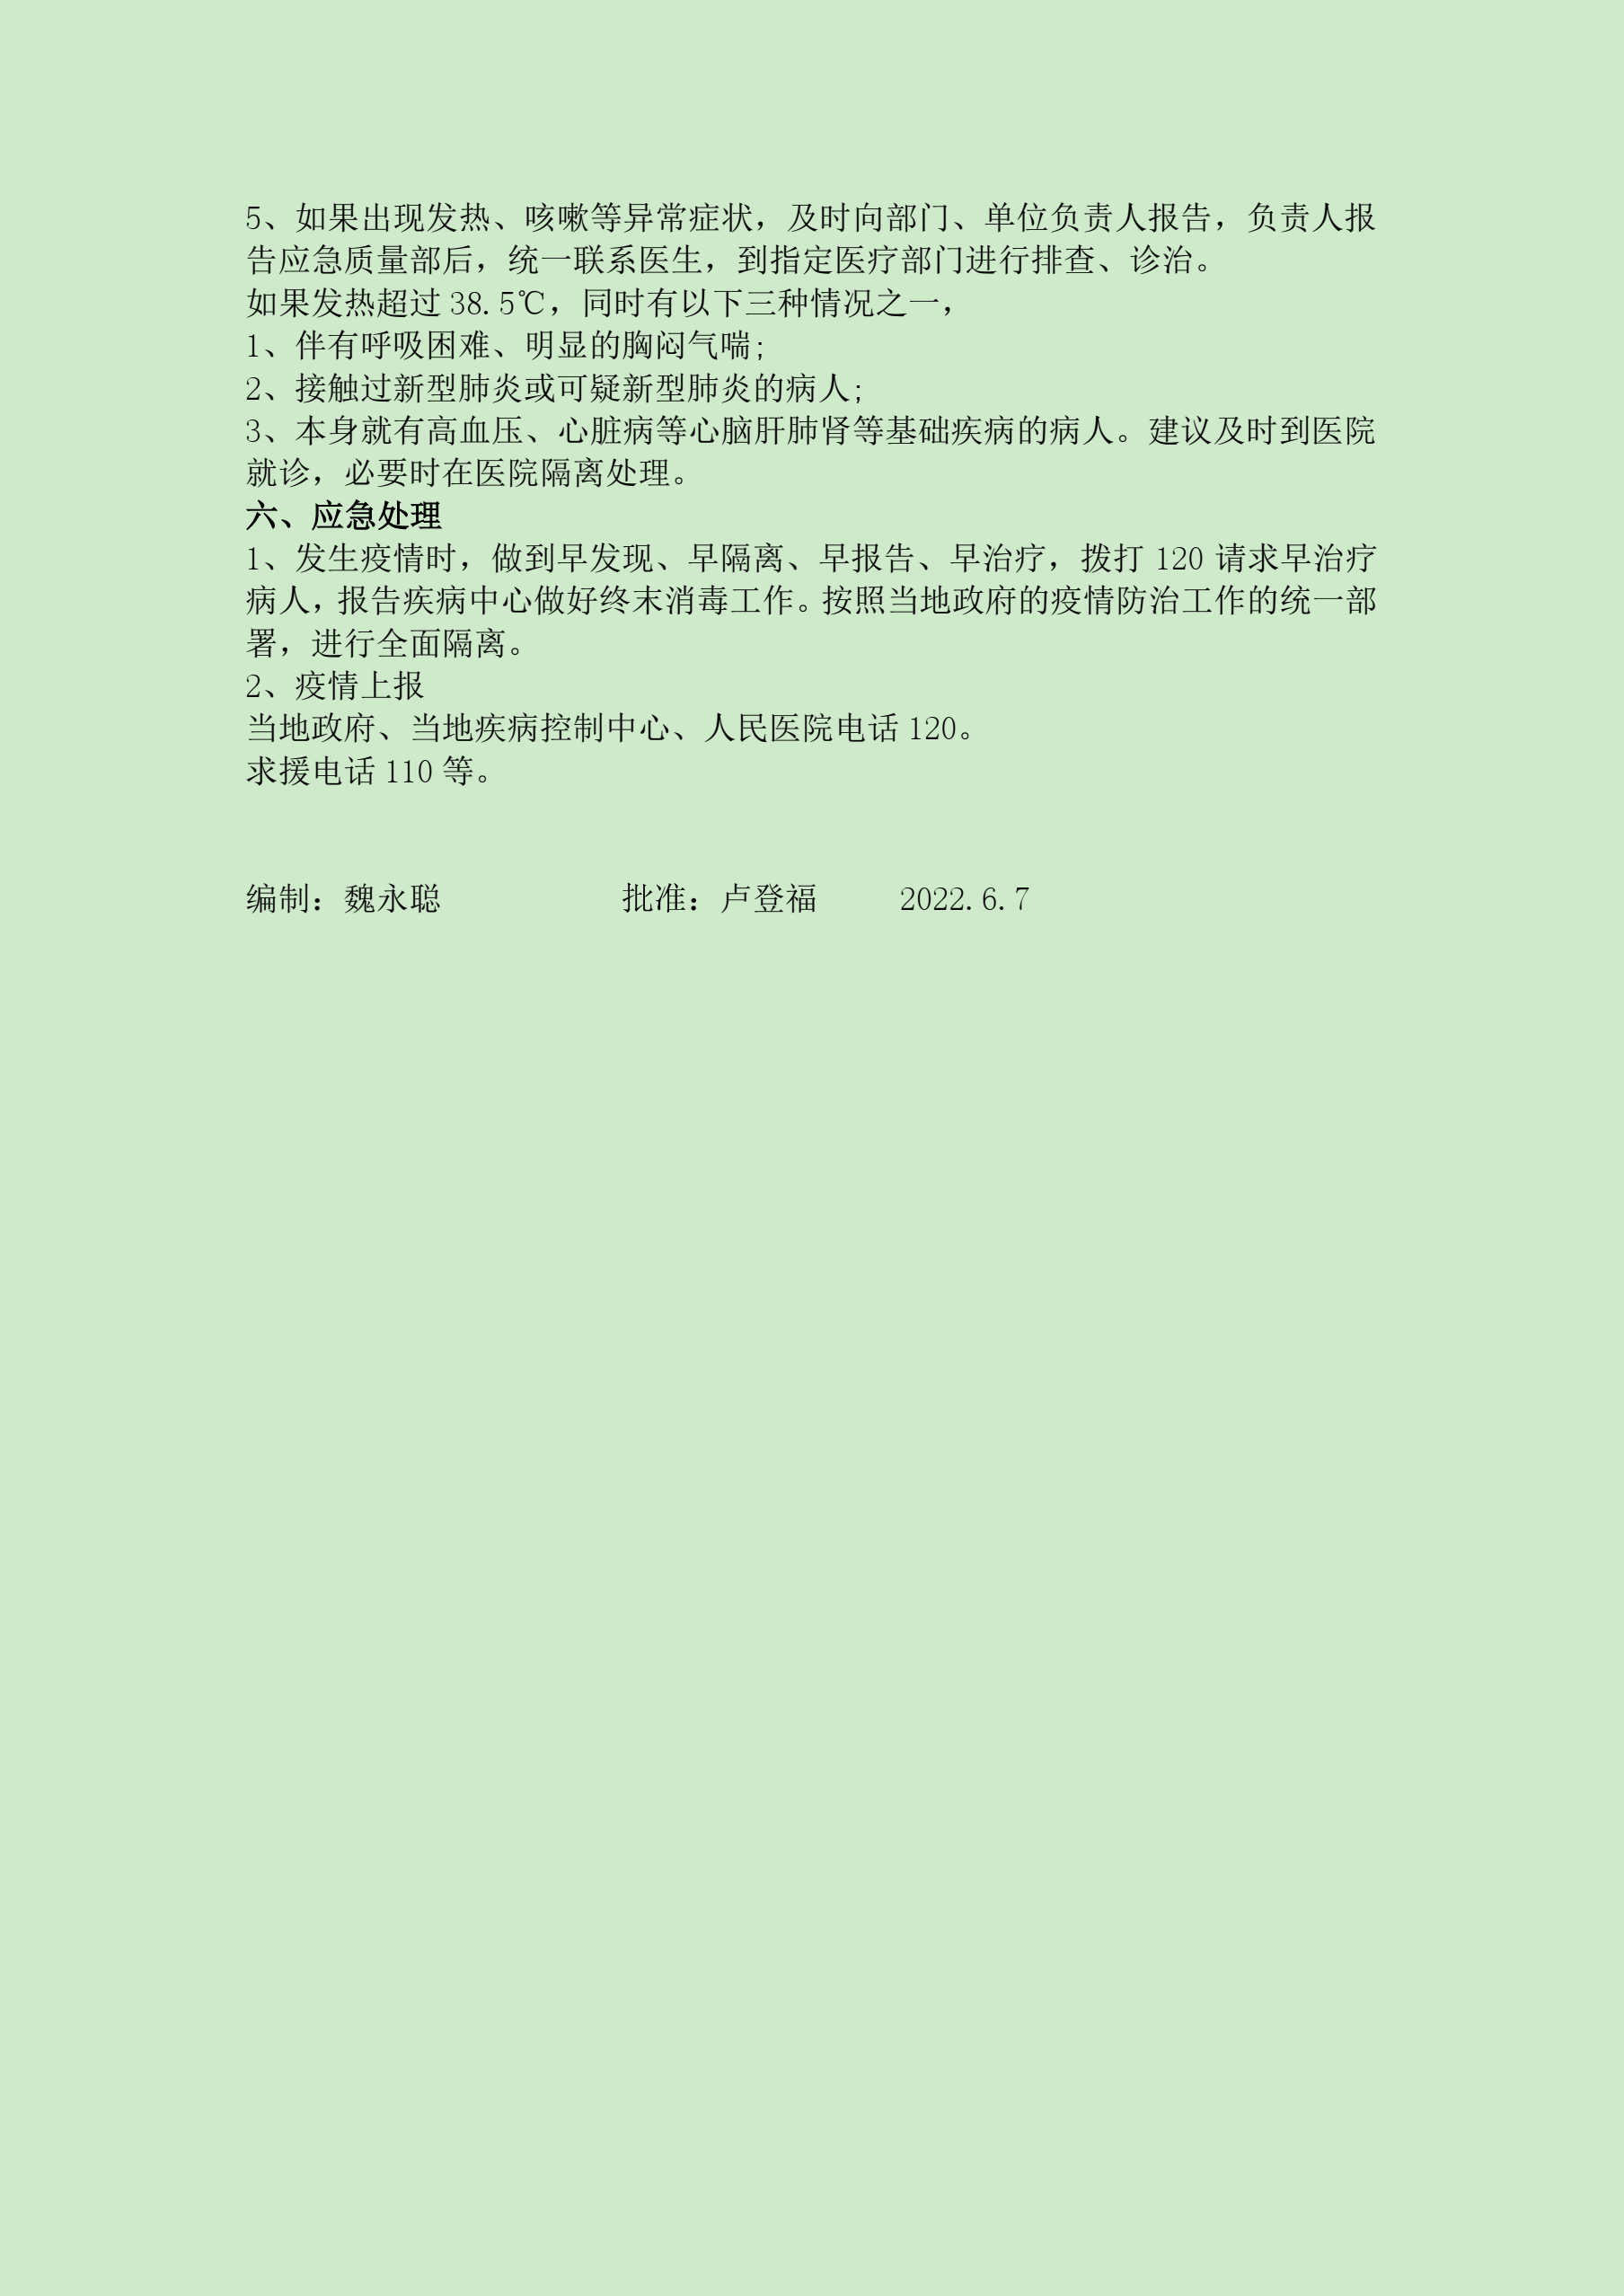 5、如果出现发热、咳嗽等异常症状，及时向部门、单位负责人报告，负责人报
告应急质量部后，统一联系医生，到指定医疗部门进行排查、诊治。
如果发热超过 38.5℃，同时有以下三种情况之一，
1、伴有呼吸困难、明显的胸闷气喘;
2、接触过新型肺炎或可疑新型肺炎的病人;
3、本身就有高血压、心脏病等心脑肝肺肾等基础疾病的病人。建议及时到医院
就诊，必要时在医院隔离处理。
六、应急处理
1、发生疫情时，做到早发现、早隔离、早报告、早治疗，拨打 120 请求早治疗
病人，报告疾病中心做好终末消毒工作。按照当地政府的疫情防治工作的统一部
署，进行全面隔离。
2、疫情上报
当地政府、当地疾病控制中心、人民医院电话 120。
求援电话 110 等。
编制：魏永聪 批准：卢登福 2022.6.7